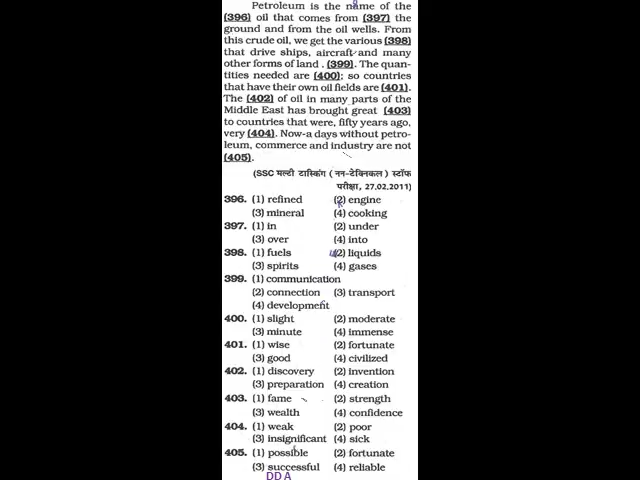 Petroleum is the name of the
(396) oil that comes from (397) the
ground and from the oil wells. From
this crude oil, we get the various (398)
that drive ships, aircraft and many
other forms of land . (399). The quan-
tities needed are (400); so countries
that have their own oil fields are (401).
The (402) of oil in many parts of the
Middle East has brought great (403)
to countries that were, fifty years ago,
very (404). Now-a days without petro-
leum, commerce and industry are not
(405).
(SSC मल्टी टास्किंग ( नन-टेक्निकल ) स्टॉफ
परीक्षा, 27.02.2011)
396. (1) refined (2) engine
(3) mineral (4) cooking
397. (1) in (2) under
(3) over (4) into
398. (1) fuels (2) liquids
(3) spirits (4) gases
399. (1) communication
(2) connection (3) transport
(4) development
400. (1) slight (2) moderate
(3) minute (4) immense
401. (1) wise (2) fortunate
(3) good (4) civilized
402. (1) discovery (2) invention
(3) preparation (4) creation
403. (1) fame (2) strength
(3) wealth (4) confidence
404. (1) weak (2) poor
(3) insignificant (4) sick
405. (1) possible (2) fortunate
(3) successful (4) reliable
DDA